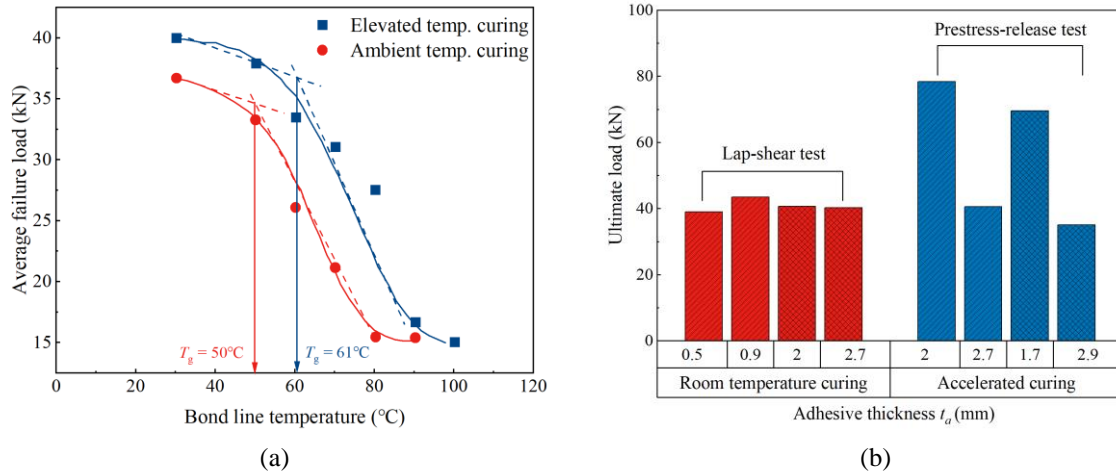 Elevated temp. curing
Ambient temp. curing
40
35
30
25
20
15
Average failure load (kN)
Tg = 50℃
Tg = 61℃
0
20
40
60
80
100
120
Bond line temperature (℃)
(a)
Prestress-release test
Lap-shear test
100
80
60
40
20
0
Ultimate load (kN)
0.5
0.9
2
2.7
2
2.7
1.7
2.9
Room temperature curing
Accelerated curing
Adhesive thickness ta (mm)
(b)